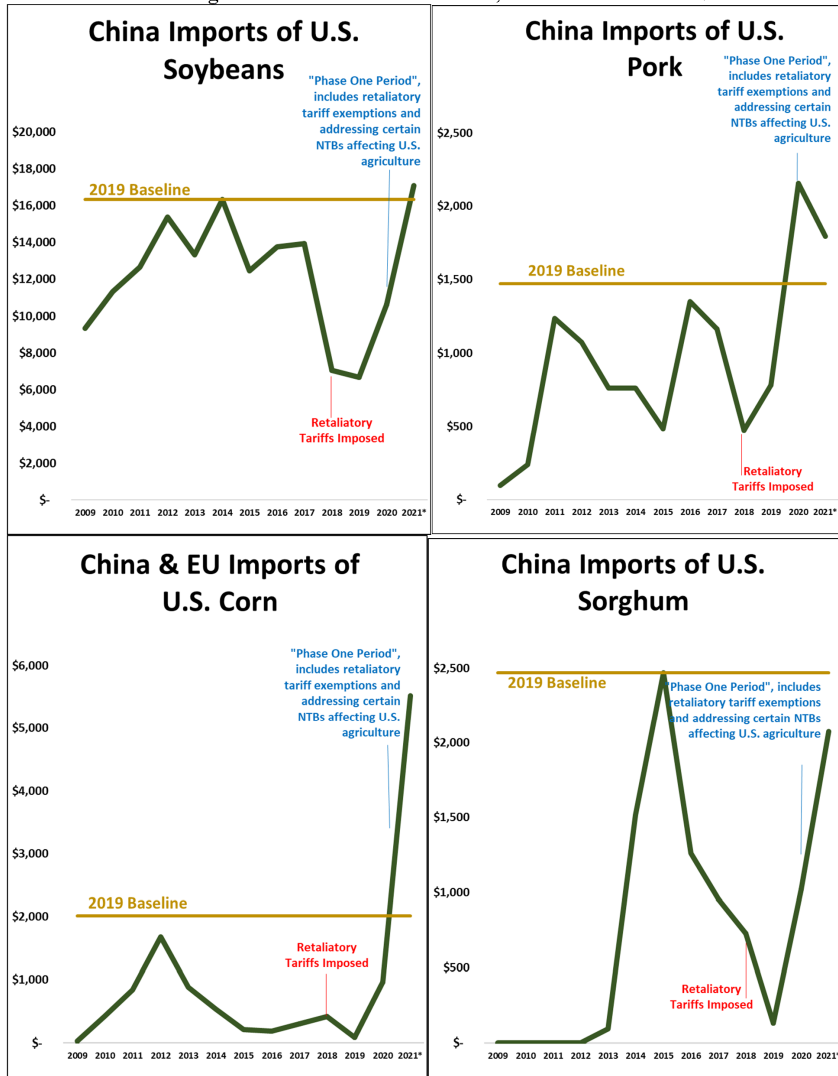 China Imports of U.S.
Soybeans
"Phase One Period",
includes retaliatory
tariff exemptions and
addressing certain
NTBs affecting U.S.
agriculture
$20,000
$18,000
2019 Baseline
$16,000
$14,000
$12,000
$10,000
$8,000
$6,000
$4,000
Retaliatory
Tariffs Imposed
$2,000
$-
2009 2010 2011 2012 2013 2014 2015 2016 2017 2018 2019 2020 2021*
China Imports of U.S.
Pork
"Phase One Period",
includes retaliatory
tariff exemptions and
addressing certain
NTBs affecting U.S.
agriculture
$2,500
$2,000
2019 Baseline
$1,500
$1,000
$500
Retaliatory
Tariffs Imposed
$-
2009 2010 2011 2012 2013 2014 2015 2016 2017 2018 2019 2020 2021*
China & EU Imports of
U.S. Corn
"Phase One Period",
includes retaliatory
tariff exemptions and
addressing certain
NTBs affecting U.S.
agriculture
$6,000
$5,000
$4,000
$3,000
2019 Baseline
$2,000
Retaliatory
Tariffs Imposed
$1,000
$-
2009 2010 2011 2012 2013 2014 2015 2016 2017 2018 2019 2020 2021*
China Imports of U.S.
Sorghum
$2,500
2019 Baseline
"Phase One Period", includes
retaliatory tariff exemptions
and addressing certain NTBs
affecting U.S. agriculture
$2,000
$1,500
$1,000
$500
Retaliatory
Tariffs Imposed
$-
2009 2010 2011 2012 2013 2014 2015 2016 2017 2018 2019 2020 2021*